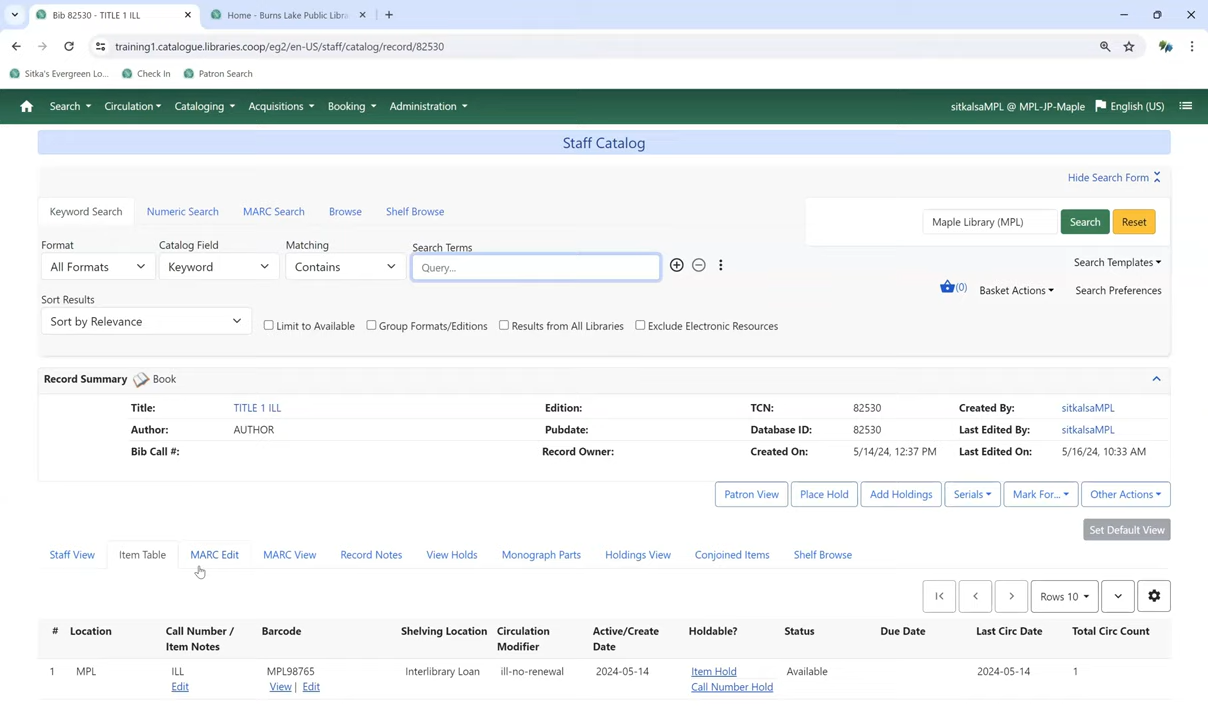 Bib 82530 - TITLE 1 ILL
Home - Burns Lake Public Libra
training1.catalogue.libraries.coop/eg2/en-US/staff/catalog/record/82530
Sitka's Evergreen Lo... Check In Patron Search
Search Circulation Cataloging Acquisitions Booking Administration sitkalsaMPL @ MPL-JP-Maple English (US)
Staff Catalog
Hide Search Form
Keyword Search Numeric Search MARC Search Browse Shelf Browse
Maple Library (MPL) Search Reset
Format Catalog Field Matching Search Terms
All Formats Keyword Contains Query...
Search Templates
(0) Basket Actions Search Preferences
Sort Results
Sort by Relevance Limit to Available Group Formats/Editions Results from All Libraries Exclude Electronic Resources
Record Summary Book
Title: TITLE 1 ILL Edition: TCN: 82530 Created By: sitkalsaMPL
Author: AUTHOR Pubdate: Database ID: 82530 Last Edited By: sitkalsaMPL
Bib Call #: Record Owner: Created On: 5/14/24, 12:37 PM Last Edited On: 5/16/24, 10:33 AM
Patron View Place Hold Add Holdings Serials Mark For... Other Actions
Set Default View
Staff View Item Table MARC Edit MARC View Record Notes View Holds Monograph Parts Holdings View Conjoined Items Shelf Browse
Rows 10
# Location Call Number / Item Notes Barcode Shelving Location Circulation Modifier Active/Create Date Holdable? Status Due Date Last Circ Date Total Circ Count
1 MPL ILL MPL98765 Interlibrary Loan ill-no-renewal 2024-05-14 Item Hold Available 2024-05-14 1
Edit View | Edit Call Number Hold